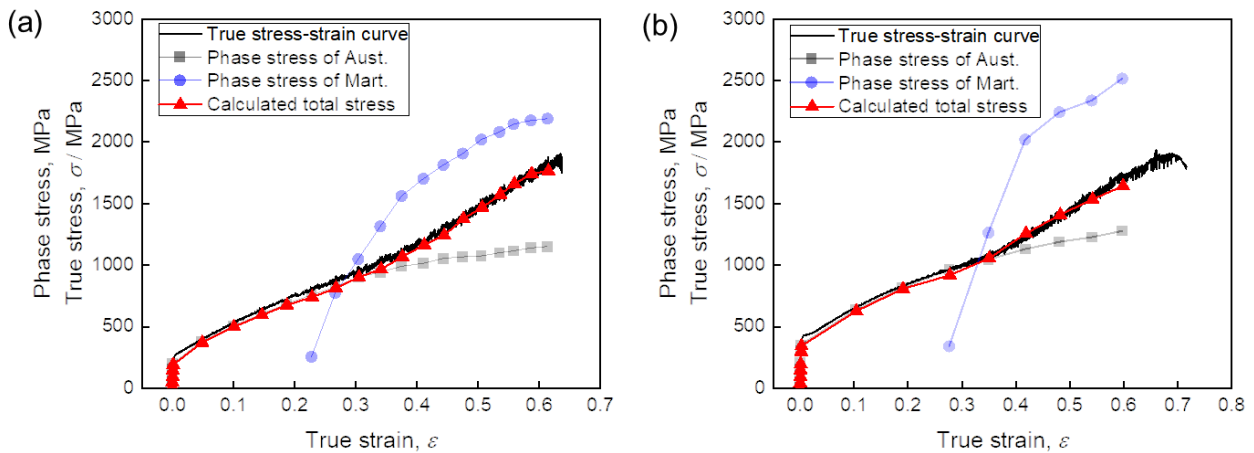 (a)
Phase stress, MPa
True stress, σ / MPa
3000
2500
2000
1500
1000
500
0
True stress-strain curve
Phase stress of Aust.
Phase stress of Mart.
Calculated total stress
0.0 0.1 0.2 0.3 0.4 0.5 0.6 0.7
True strain, ε
(b)
Phase stress, MPa
True stress, σ / MPa
3000
2500
2000
1500
1000
500
0
True stress-strain curve
Phase stress of Aust.
Phase stress of Mart.
Calculated total stress
0.0 0.1 0.2 0.3 0.4 0.5 0.6 0.7 0.8
True strain, ε